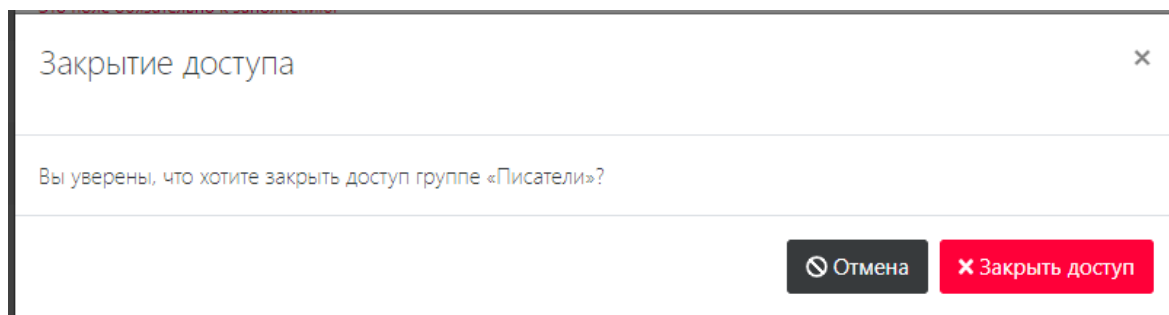 Закрытие доступа
Вы уверены, что хотите закрыть доступ группе «Писатели»?
Отмена
Закрыть доступ